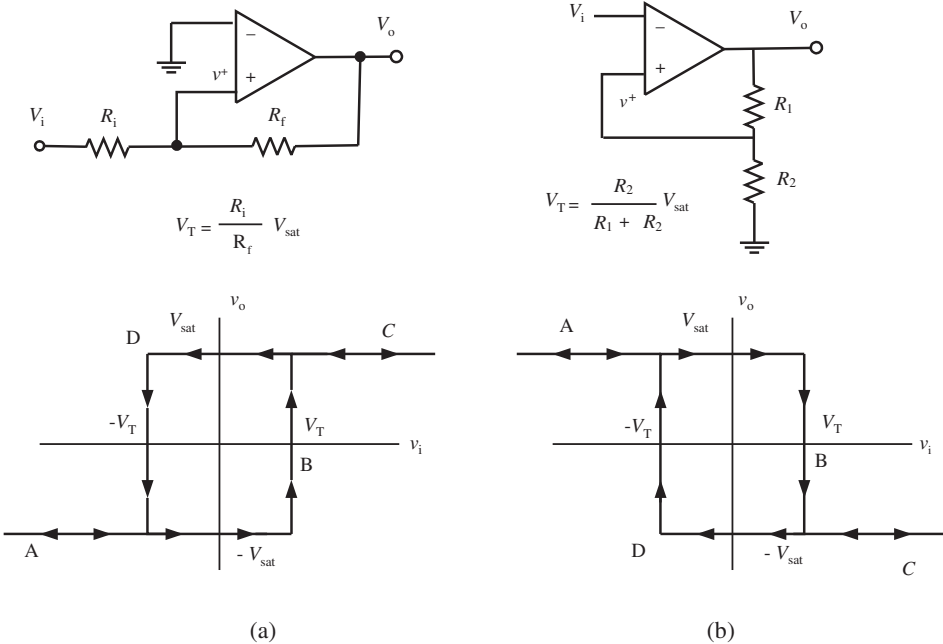 V_o
−
v^+
+
V_i
R_i
R_f
V_T = R_i / R_f V_sat
v_o
D
V_sat
C
-V_T
V_T
v_i
B
A
- V_sat
(a)
V_i
V_o
−
+
v^+
R_1
R_2
V_T = R_2 / R_1 + R_2 V_sat
v_o
A
V_sat
-V_T
V_T
v_i
B
D
- V_sat
C
(b)